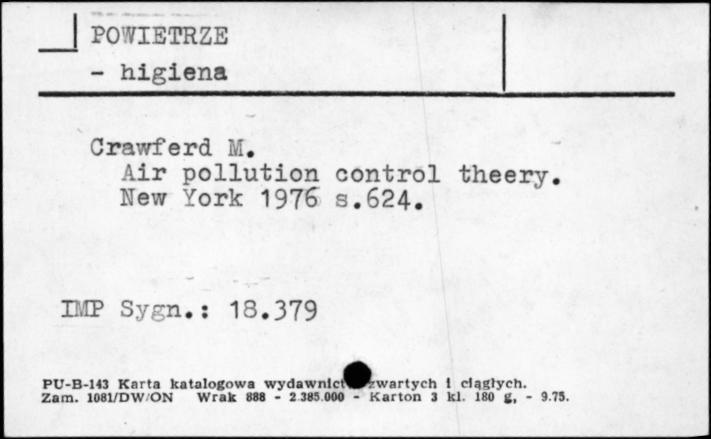 POWIETRZE
- higiena
Crawferd M.
Air pollution control theery.
New York 1976 s.624.
IMP Sygn.: 18.379
PU-B-143 Karta katalogowa wydawnict zwartych i ciągłych.
Zam. 1081/DW/ON Wrak 888 - 2.385.000 - Karton 3 kl. 180 g, - 9.75.